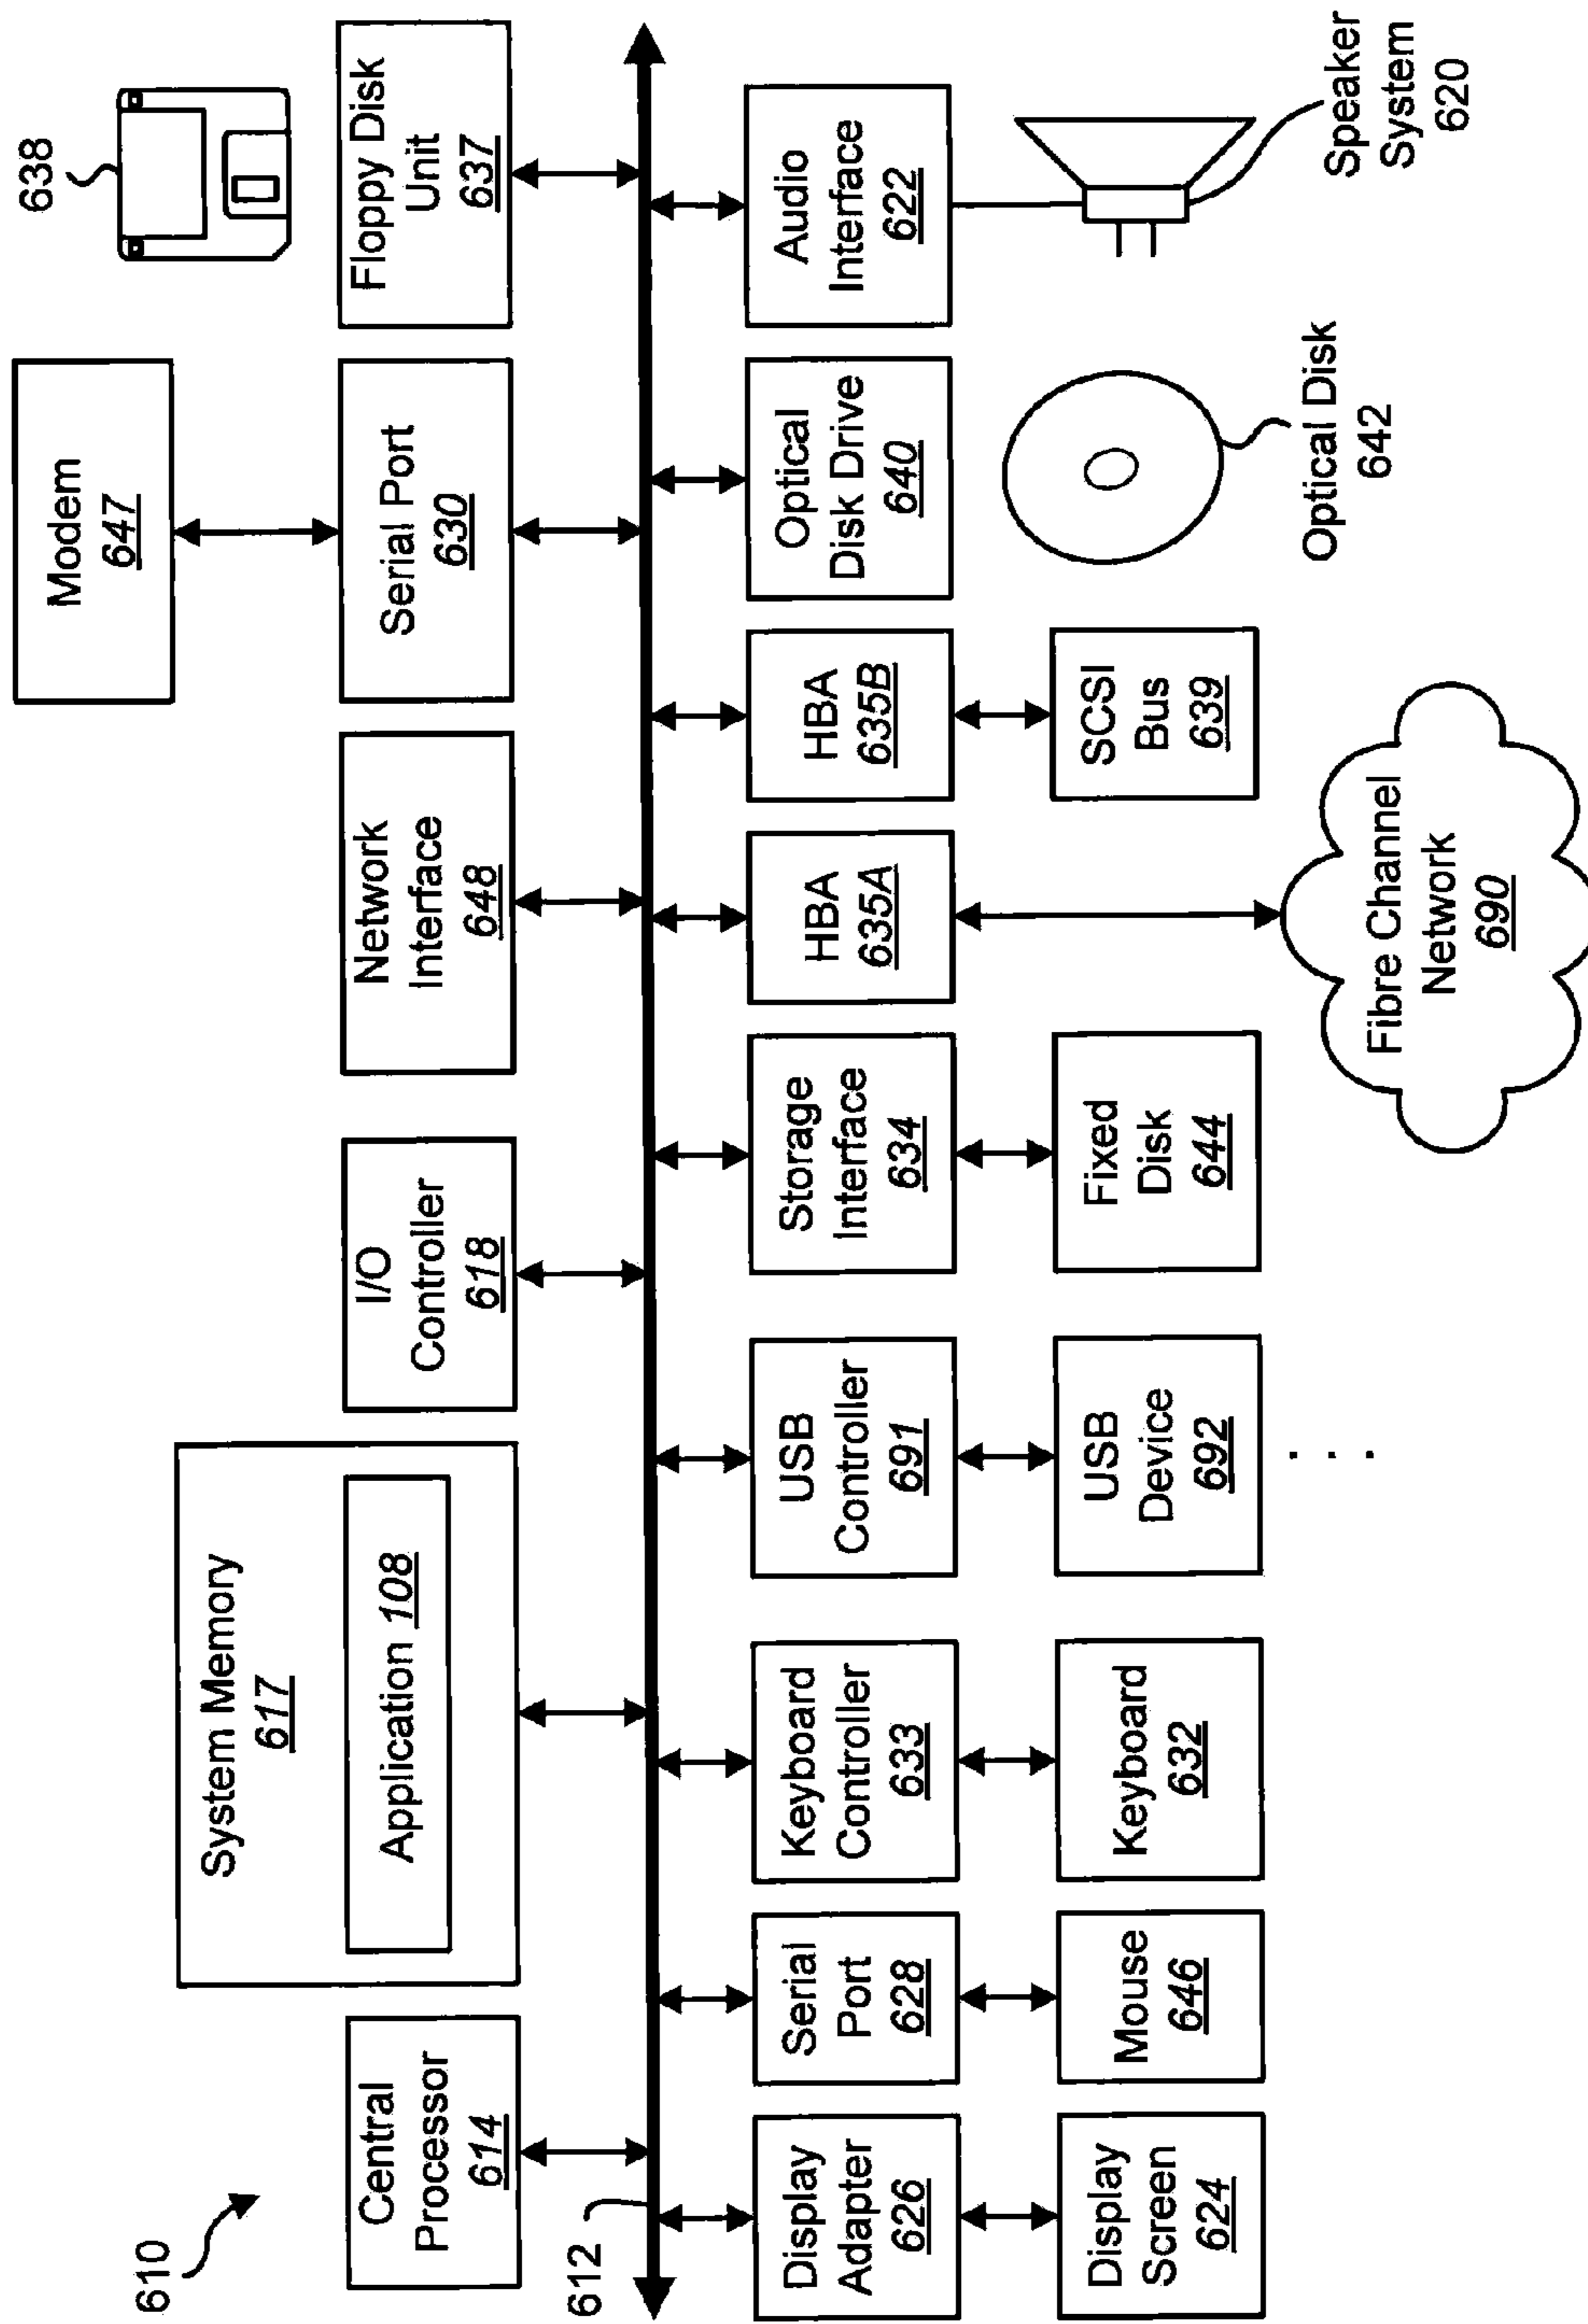 610
Central
Processor
614
System Memory
617
Application 108
I/O
Controller
618
Network
Interface
648
Modem
647
Serial Port
630
638
Floppy Disk
Unit
637
612
Display
Adapter
626
Display
Screen
624
Serial
Port
628
Mouse
646
Keyboard
Controller
633
Keyboard
632
USB
Controller
691
USB
Device
692
. . .
Storage
Interface
634
Fixed
Disk
644
HBA
635A
Fibre Channel
Network
690
HBA
635B
SCSI
Bus
639
Optical
Disk Drive
640
Optical Disk
642
Audio
Interface
622
Speaker
System
620